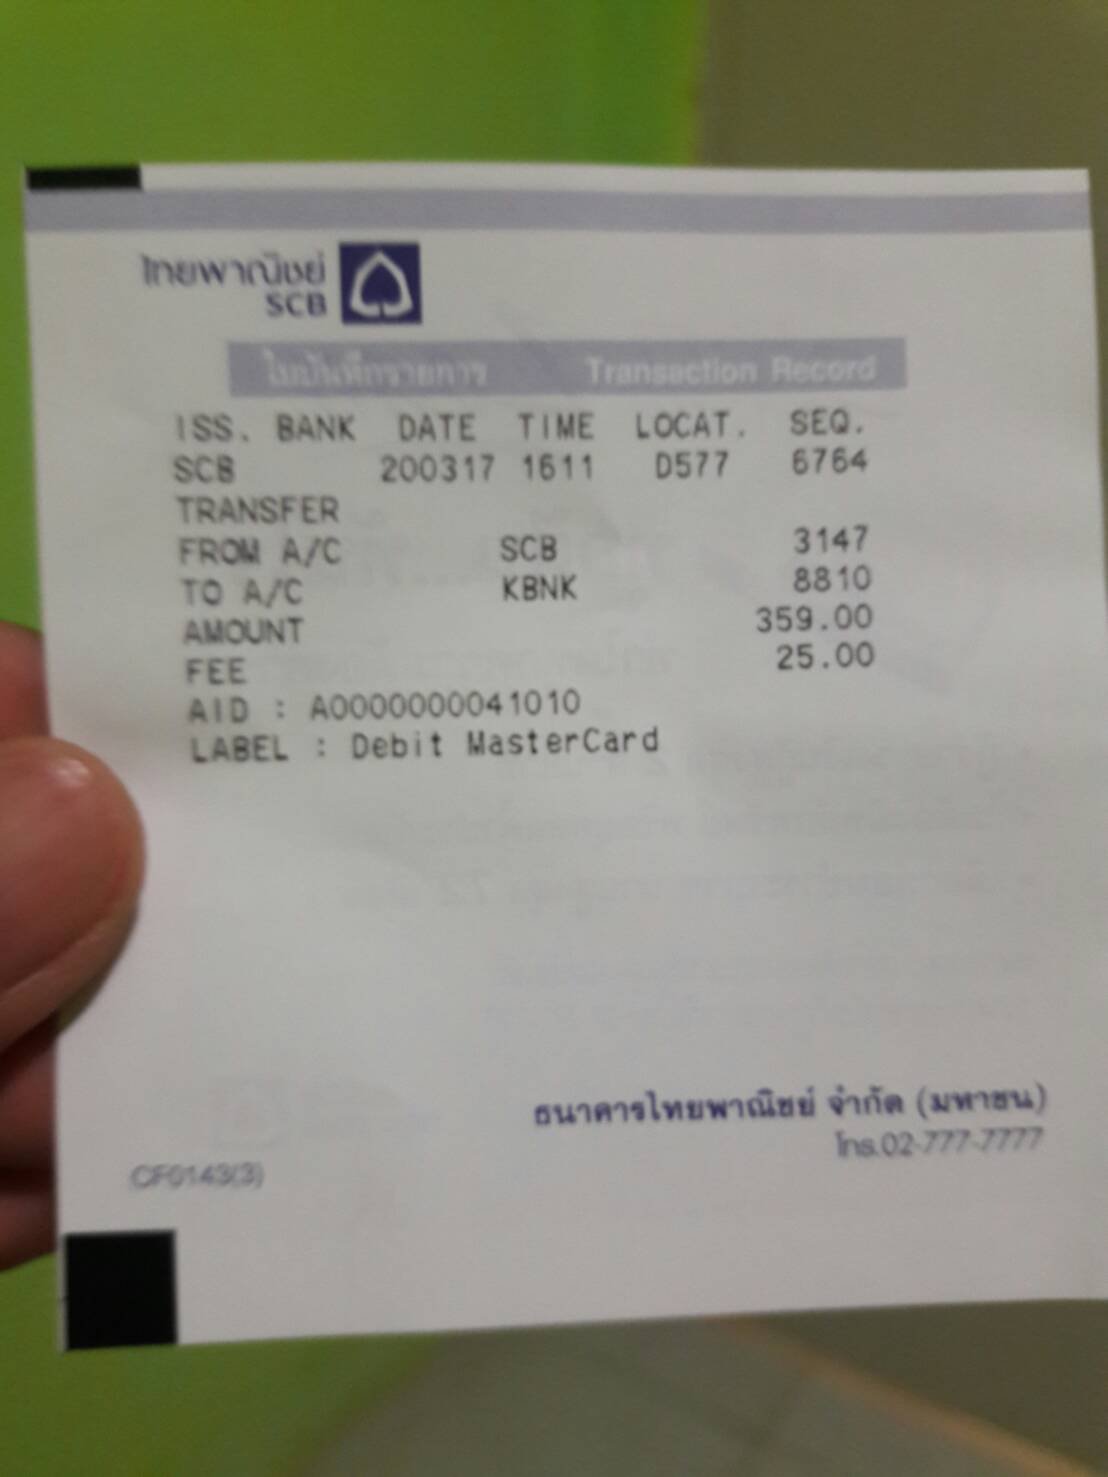 ไทยพาณิชย์
SCB
ใบบันทึกรายการ Transaction Record
ISS. BANK DATE TIME LOCAT. SEQ.
SCB 200317 1611 D577 6764
TRANSFER
FROM A/C SCB 3147
TO A/C KBNK 8810
AMOUNT 359.00
FEE 25.00
AID : A0000000041010
LABEL : Debit MasterCard
ธนาคารไทยพาณิชย์ จำกัด (มหาชน)
โทร.02-777-7777
CF0143(3)